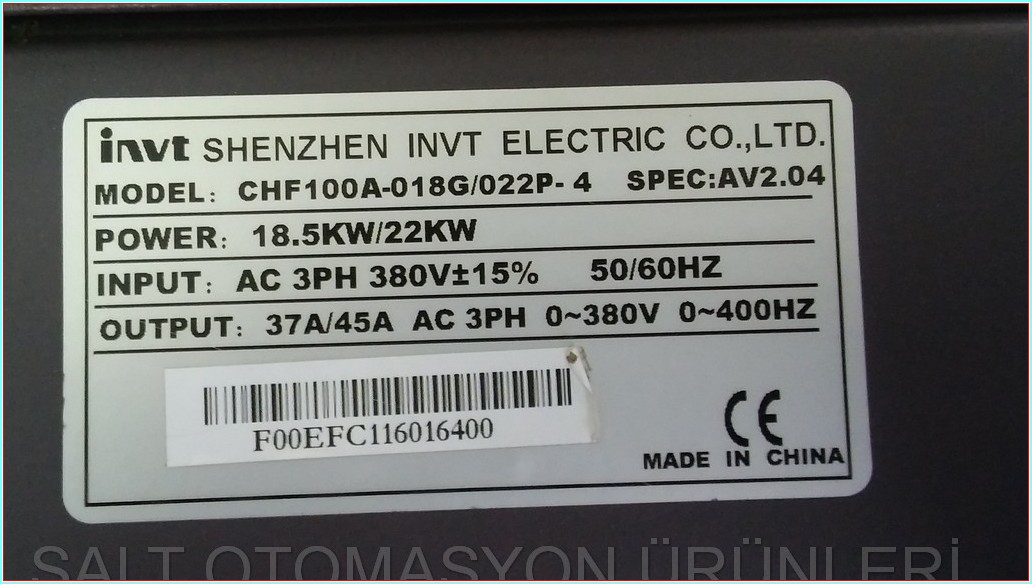 invt SHENZHEN INVT ELECTRIC CO.,LTD.
MODEL: CHF100A-018G/022P- 4 SPEC:AV2.04
POWER: 18.5KW/22KW
INPUT: AC 3PH 380V±15% 50/60HZ
OUTPUT: 37A/45A AC 3PH 0~380V 0~400HZ
F00EFC116016400
CE
MADE IN CHINA
SALT OTOMASYON ÜRÜNLERİ